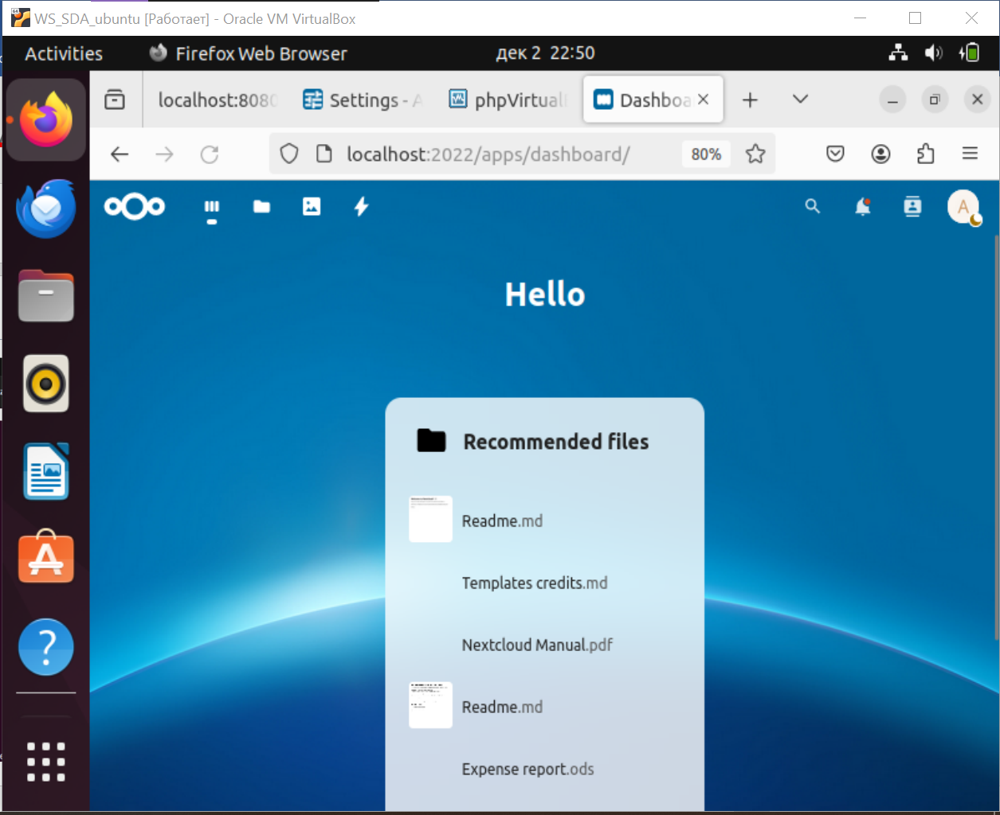 WS_SDA_ubuntu [Работает] - Oracle VM VirtualBox
Activities
Firefox Web Browser
дек 2 22:50
localhost:8080
Settings - A
phpVirtual
Dashboa
localhost:2022/apps/dashboard/
80%
A
Hello
Recommended files
Readme.md
Templates credits.md
Nextcloud Manual.pdf
Readme.md
Expense report.ods